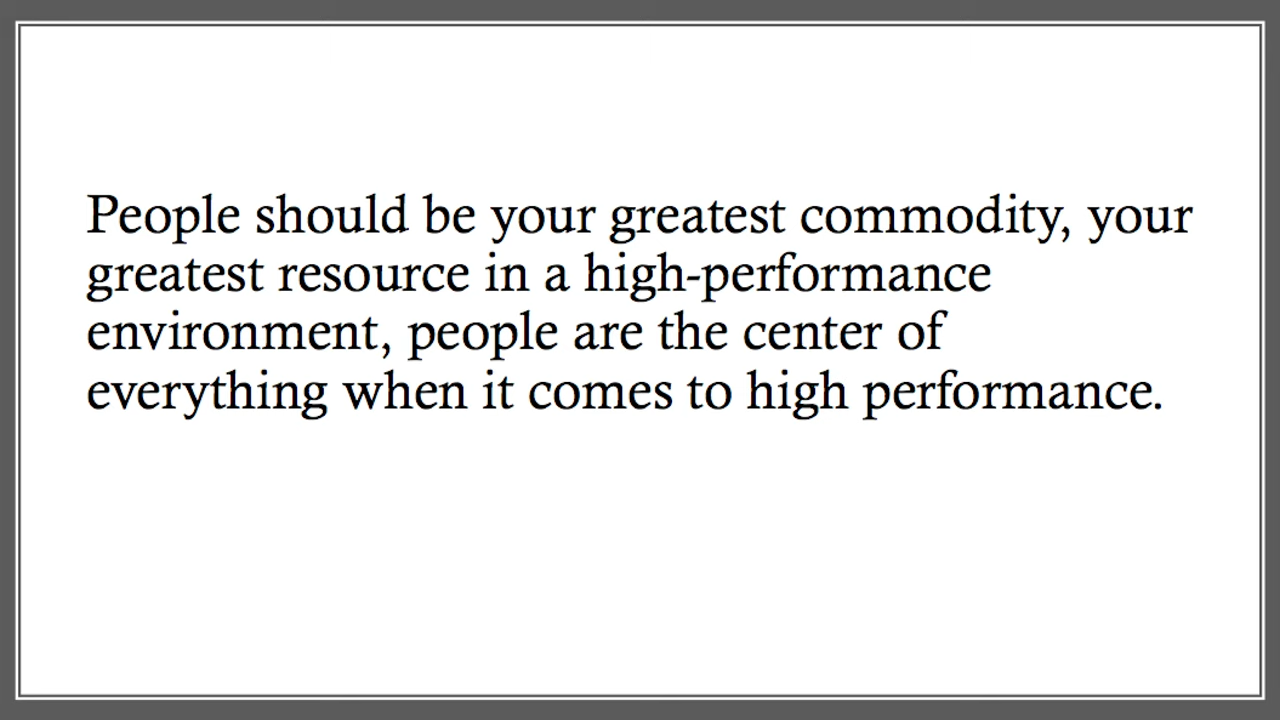 People should be your greatest commodity, your
greatest resource in a high-performance
environment, people are the center of
everything when it comes to high performance.